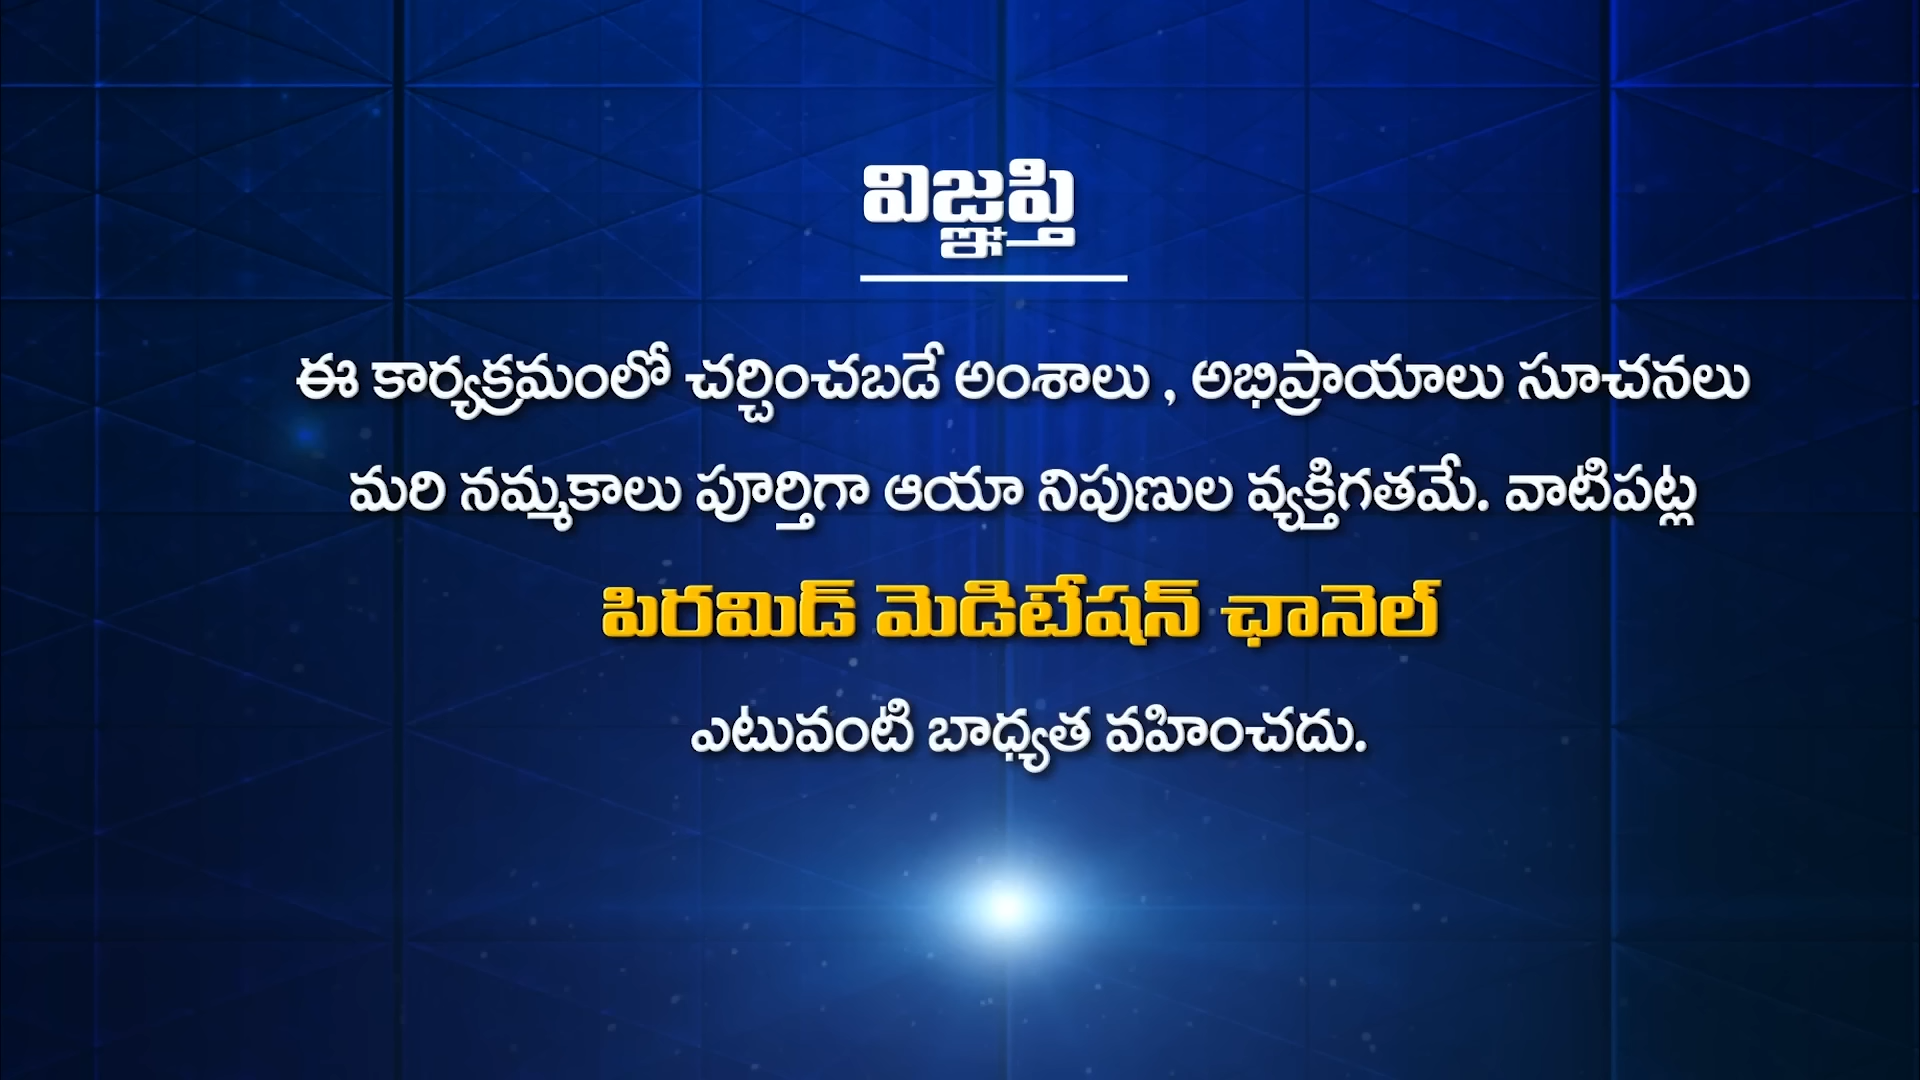 విజ్ఞప్తి
ఈ కార్యక్రమంలో చర్చించబడే అంశాలు , అభిప్రాయాలు సూచనలు
మరి నమ్మకాలు పూర్తిగా ఆయా నిపుణుల వ్యక్తిగతమే. వాటిపట్ల
పిరమిడ్ మెడిటేషన్ ఛానెల్
ఎటువంటి బాధ్యత వహించదు.